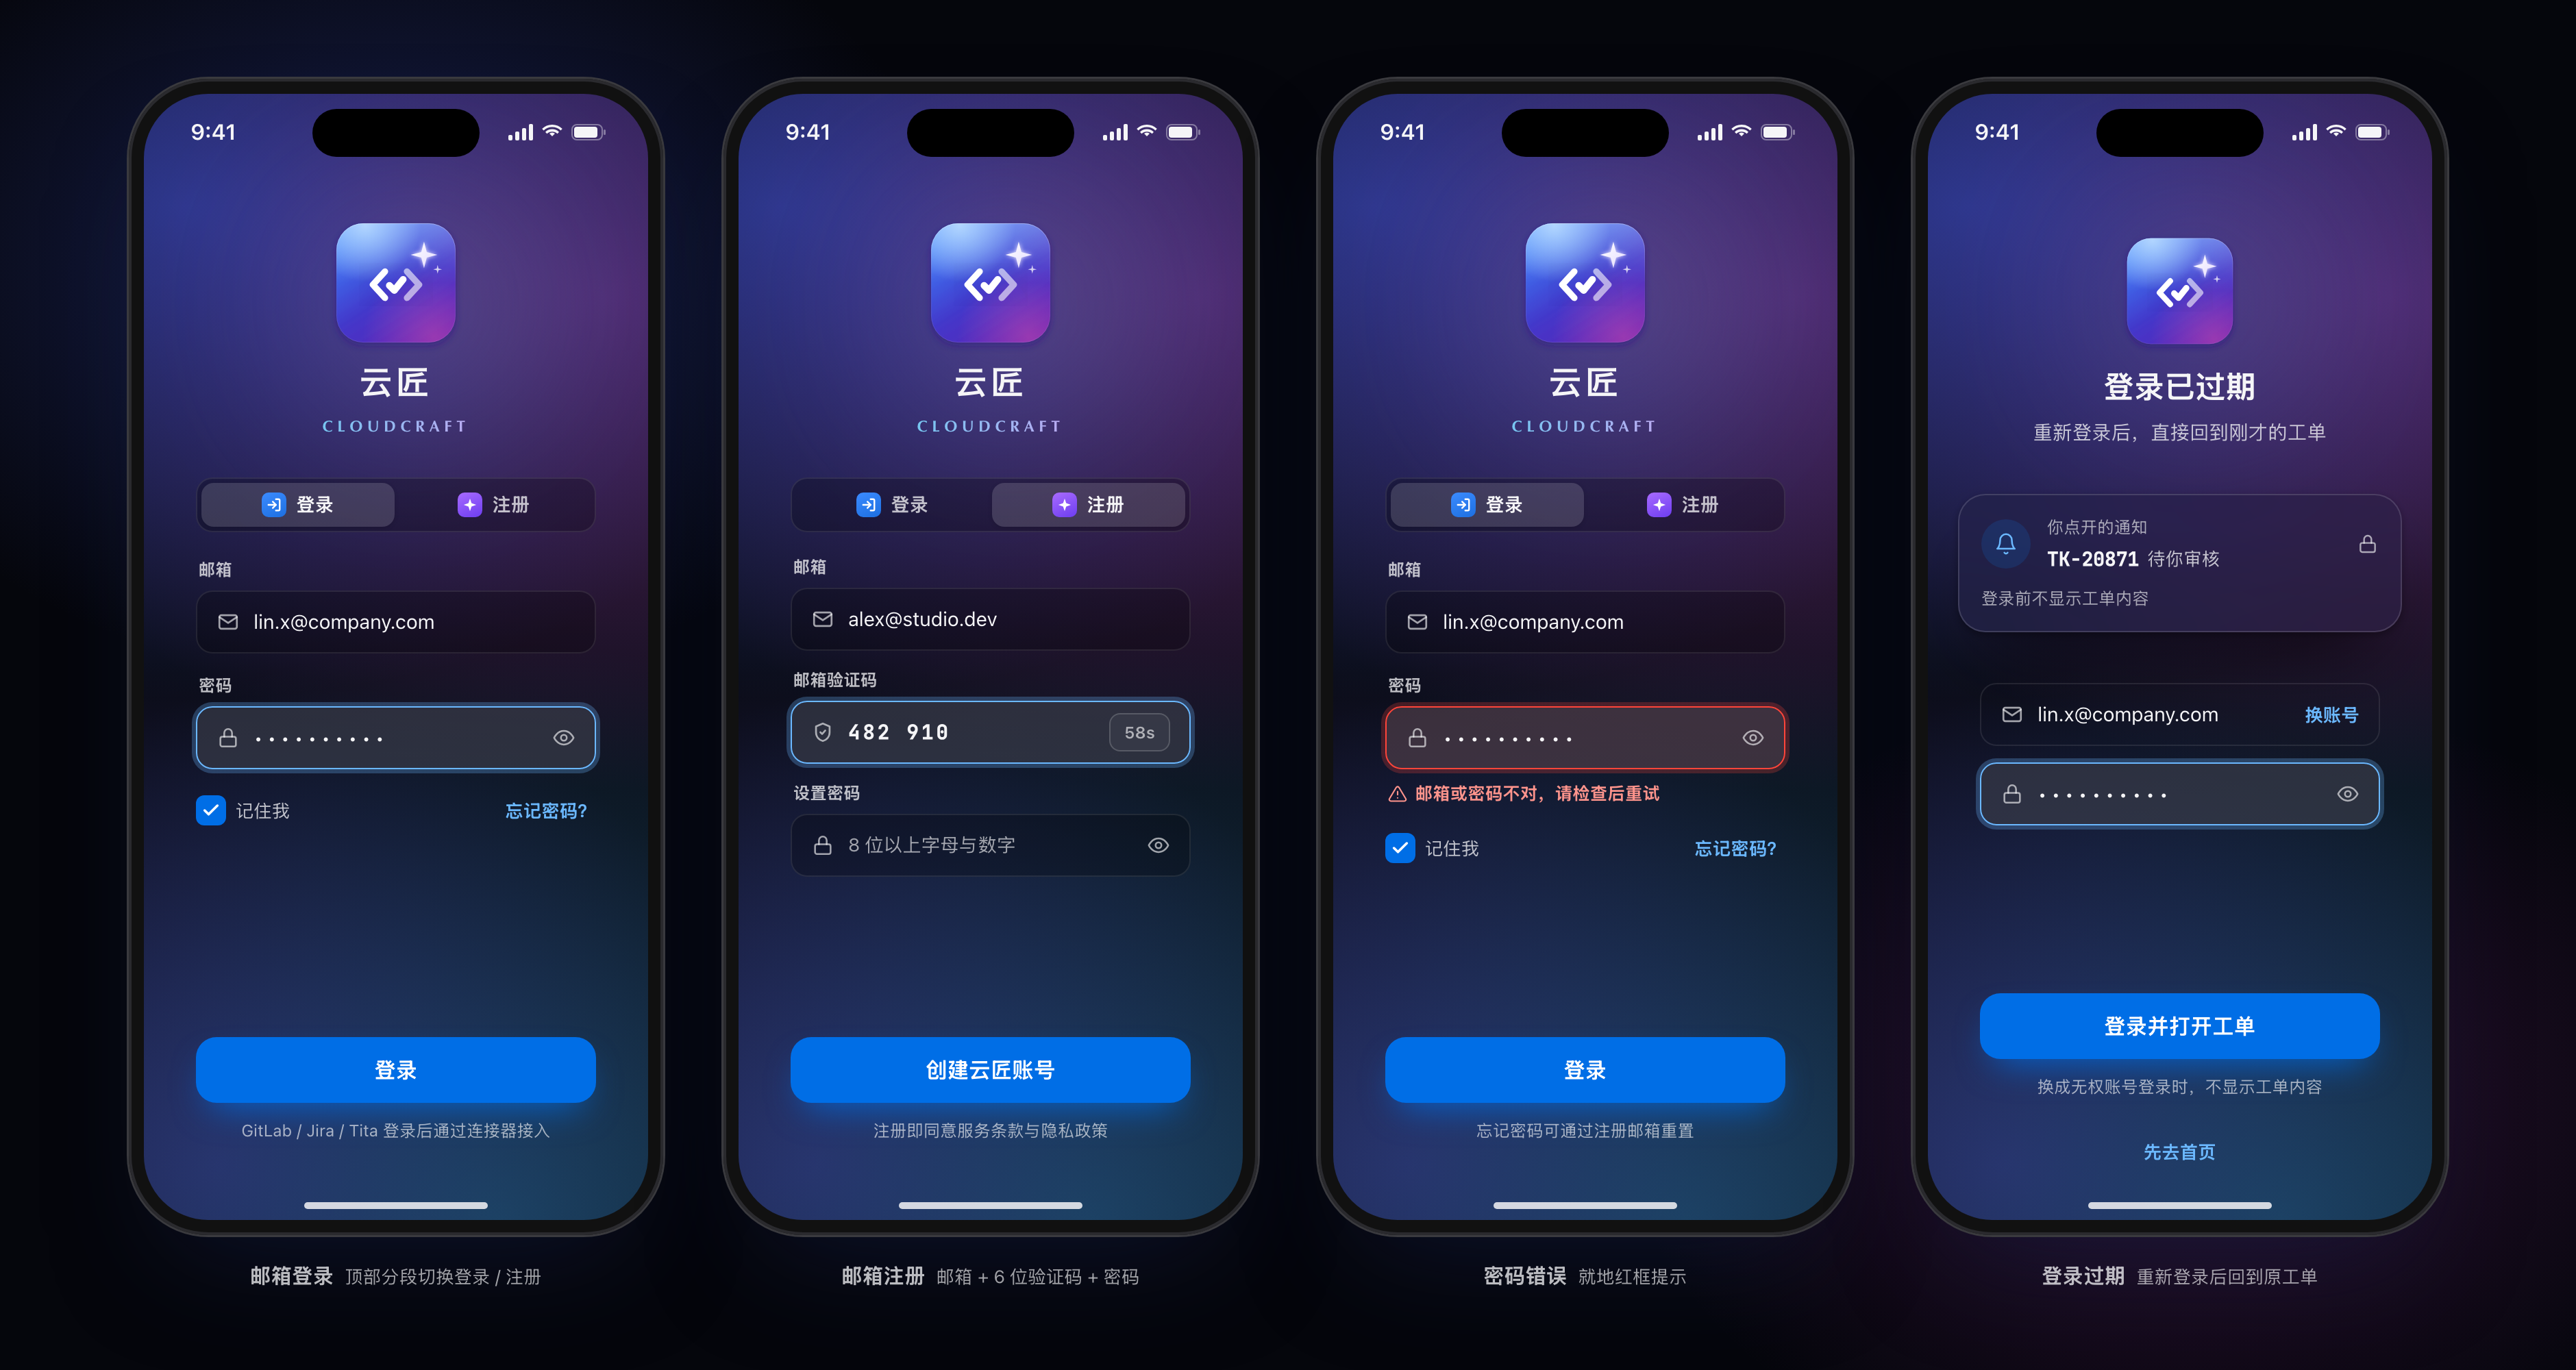 9:41
云匠
CLOUDCRAFT
登录 注册
邮箱
lin.x@company.com
密码
••••••••••
记住我 忘记密码?
登录
GitLab / Jira / Tita 登录后通过连接器接入
邮箱登录 顶部分段切换登录 / 注册
9:41
云匠
CLOUDCRAFT
登录 注册
邮箱
alex@studio.dev
邮箱验证码
482 910 58s
设置密码
8 位以上字母与数字
创建云匠账号
注册即同意服务条款与隐私政策
邮箱注册 邮箱 + 6 位验证码 + 密码
9:41
云匠
CLOUDCRAFT
登录 注册
邮箱
lin.x@company.com
密码
••••••••••
邮箱或密码不对，请检查后重试
记住我 忘记密码?
登录
忘记密码可通过注册邮箱重置
密码错误 就地红框提示
9:41
登录已过期
重新登录后，直接回到刚才的工单
你点开的通知
TK-20871 待你审核
登录前不显示工单内容
lin.x@company.com 换账号
••••••••••
登录并打开工单
换成无权账号登录时，不显示工单内容
先去首页
登录过期 重新登录后回到原工单